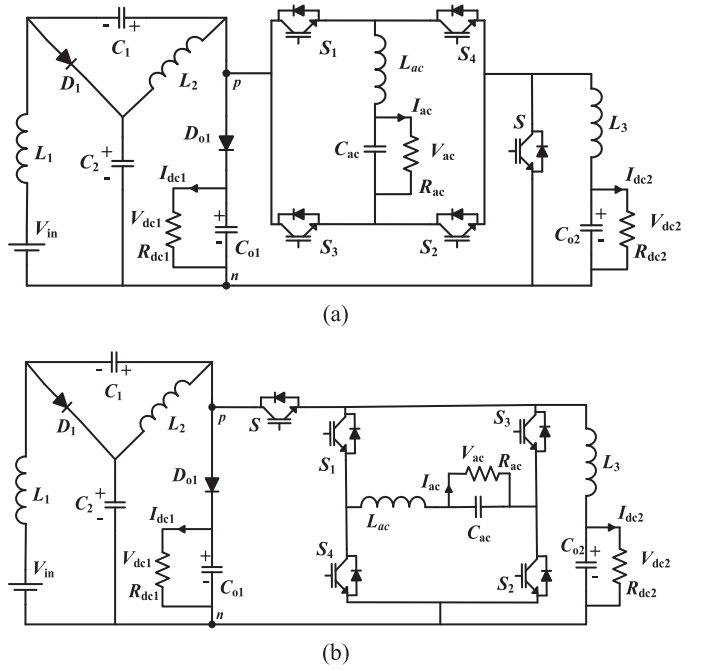 - C1 +
D1
L2
S1
S4
Lac
p
Iac
S
L3
L1
C2 + -
Do1
Cac
Vac
Idc1
Rac
Idc2
Vin
Vdc1
+
-
Vdc2
Rdc1
Co1
S3
S2
Co2
+
-
Rdc2
n
(a)
- C1 +
D1
L2
p
S
S3
S1
Vac
Rac
L3
L1
Do1
Iac
C2 + -
Lac
Cac
Idc1
Idc2
S4
Vin
Vdc1
+
-
Co2
+
-
Vdc2
Rdc1
Co1
S2
Rdc2
n
(b)